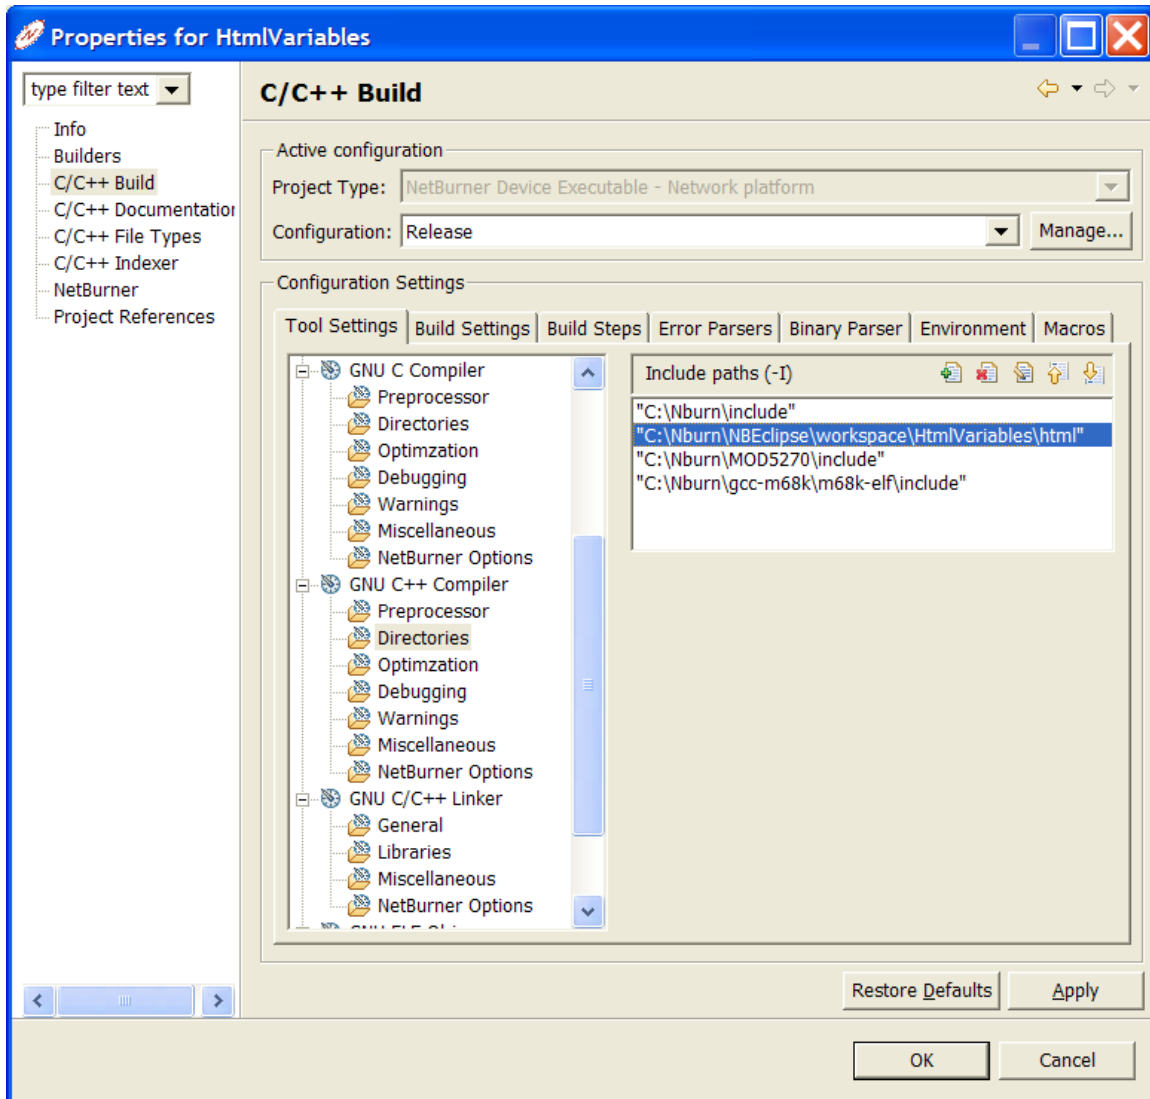 Properties for HtmlVariables
type filter text
Info
Builders
C/C++ Build
C/C++ Documentation
C/C++ File Types
C/C++ Indexer
NetBurner
Project References
C/C++ Build
Active configuration
Project Type: NetBurner Device Executable - Network platform
Configuration: Release Manage...
Configuration Settings
Tool Settings Build Settings Build Steps Error Parsers Binary Parser Environment Macros
GNU C Compiler
Preprocessor
Directories
Optimzation
Debugging
Warnings
Miscellaneous
NetBurner Options
GNU C++ Compiler
Preprocessor
Directories
Optimzation
Debugging
Warnings
Miscellaneous
NetBurner Options
GNU C/C++ Linker
General
Libraries
Miscellaneous
NetBurner Options
Include paths (-I)
"C:\Nburn\include"
"C:\Nburn\NBEclipse\workspace\HtmlVariables\html"
"C:\Nburn\MOD5270\include"
"C:\Nburn\gcc-m68k\m68k-elf\include"
Restore Defaults Apply
OK Cancel